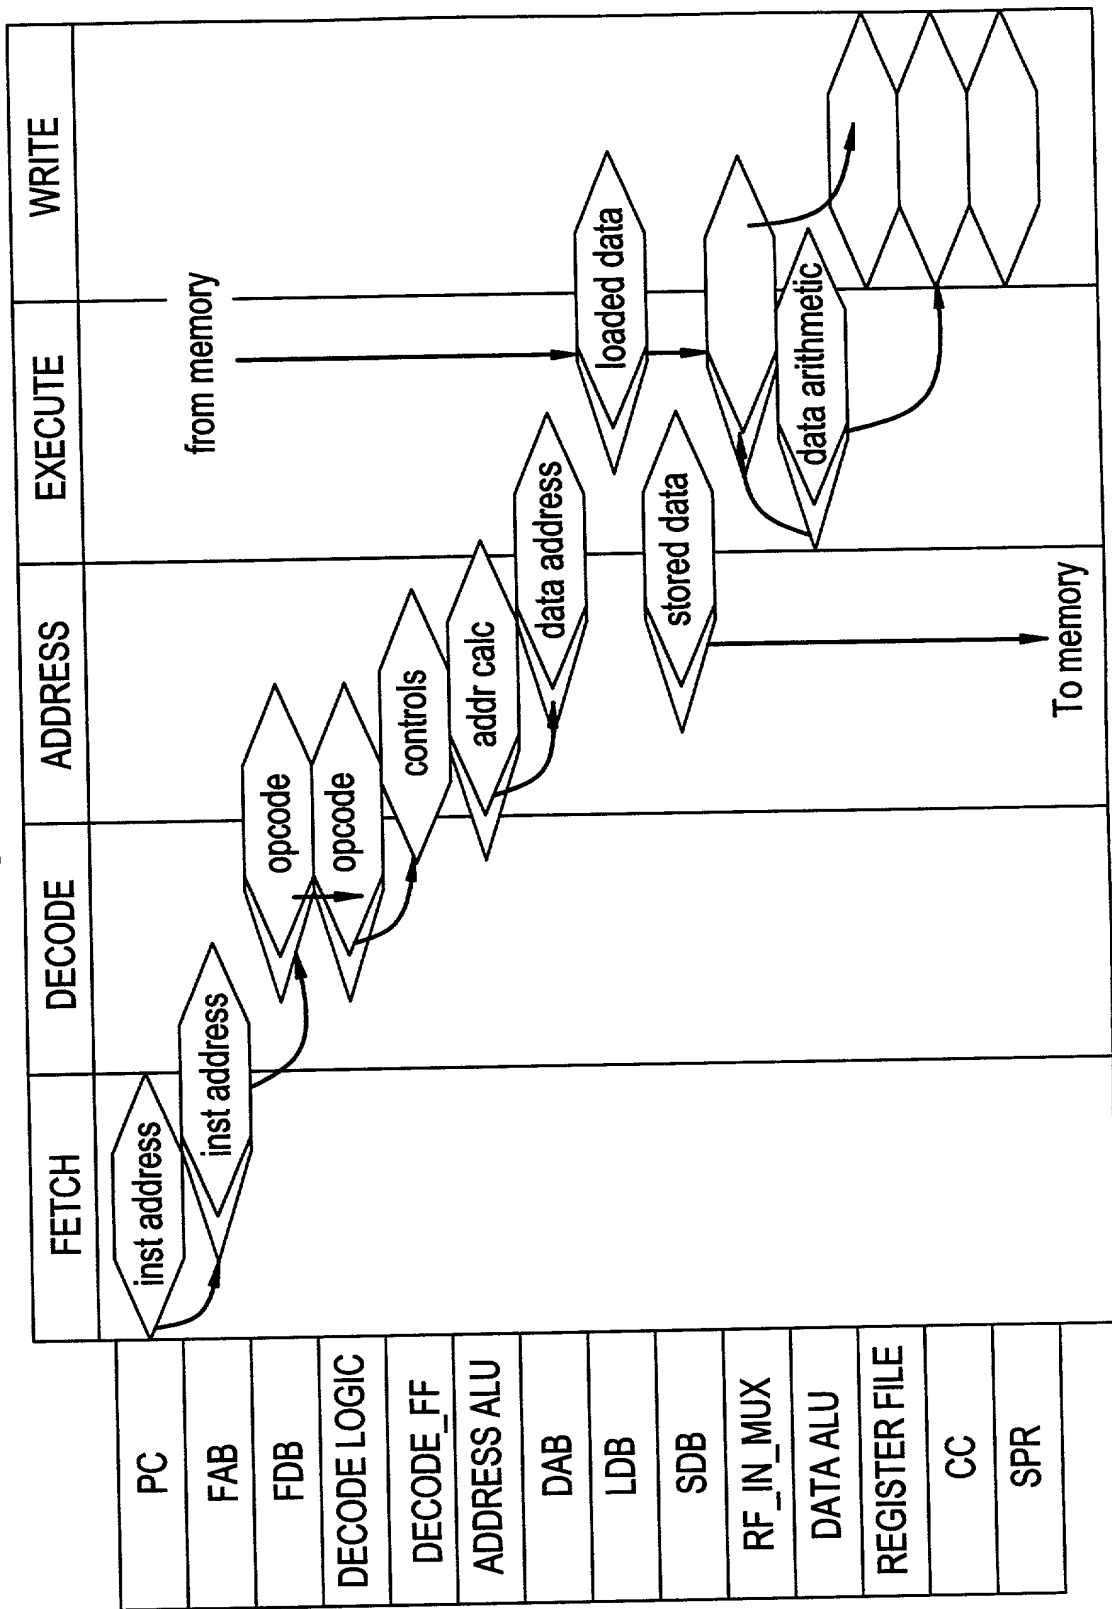 FETCH
DECODE
ADDRESS
EXECUTE
WRITE
PC
inst address
FAB
inst address
FDB
opcode
DECODE LOGIC
opcode
DECODE_FF
controls
ADDRESS ALU
addr calc
DAB
data address
from memory
LDB
loaded data
SDB
stored data
RF_IN_MUX
DATA ALU
data arithmetic
REGISTER FILE
CC
SPR
To memory